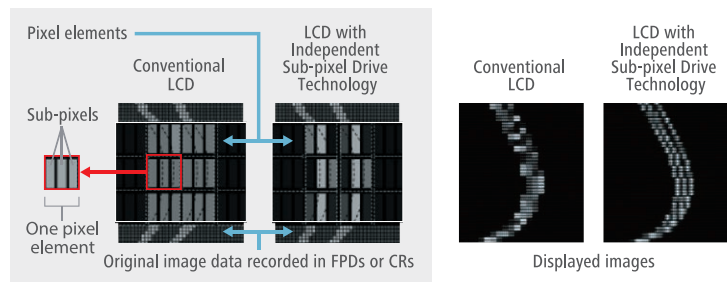 Pixel elements
Conventional
LCD
LCD with
Independent
Sub-pixel Drive
Technology
Sub-pixels
One pixel
element
Original image data recorded in FPDs or CRs
Conventional
LCD
LCD with
Independent
Sub-pixel Drive
Technology
Displayed images